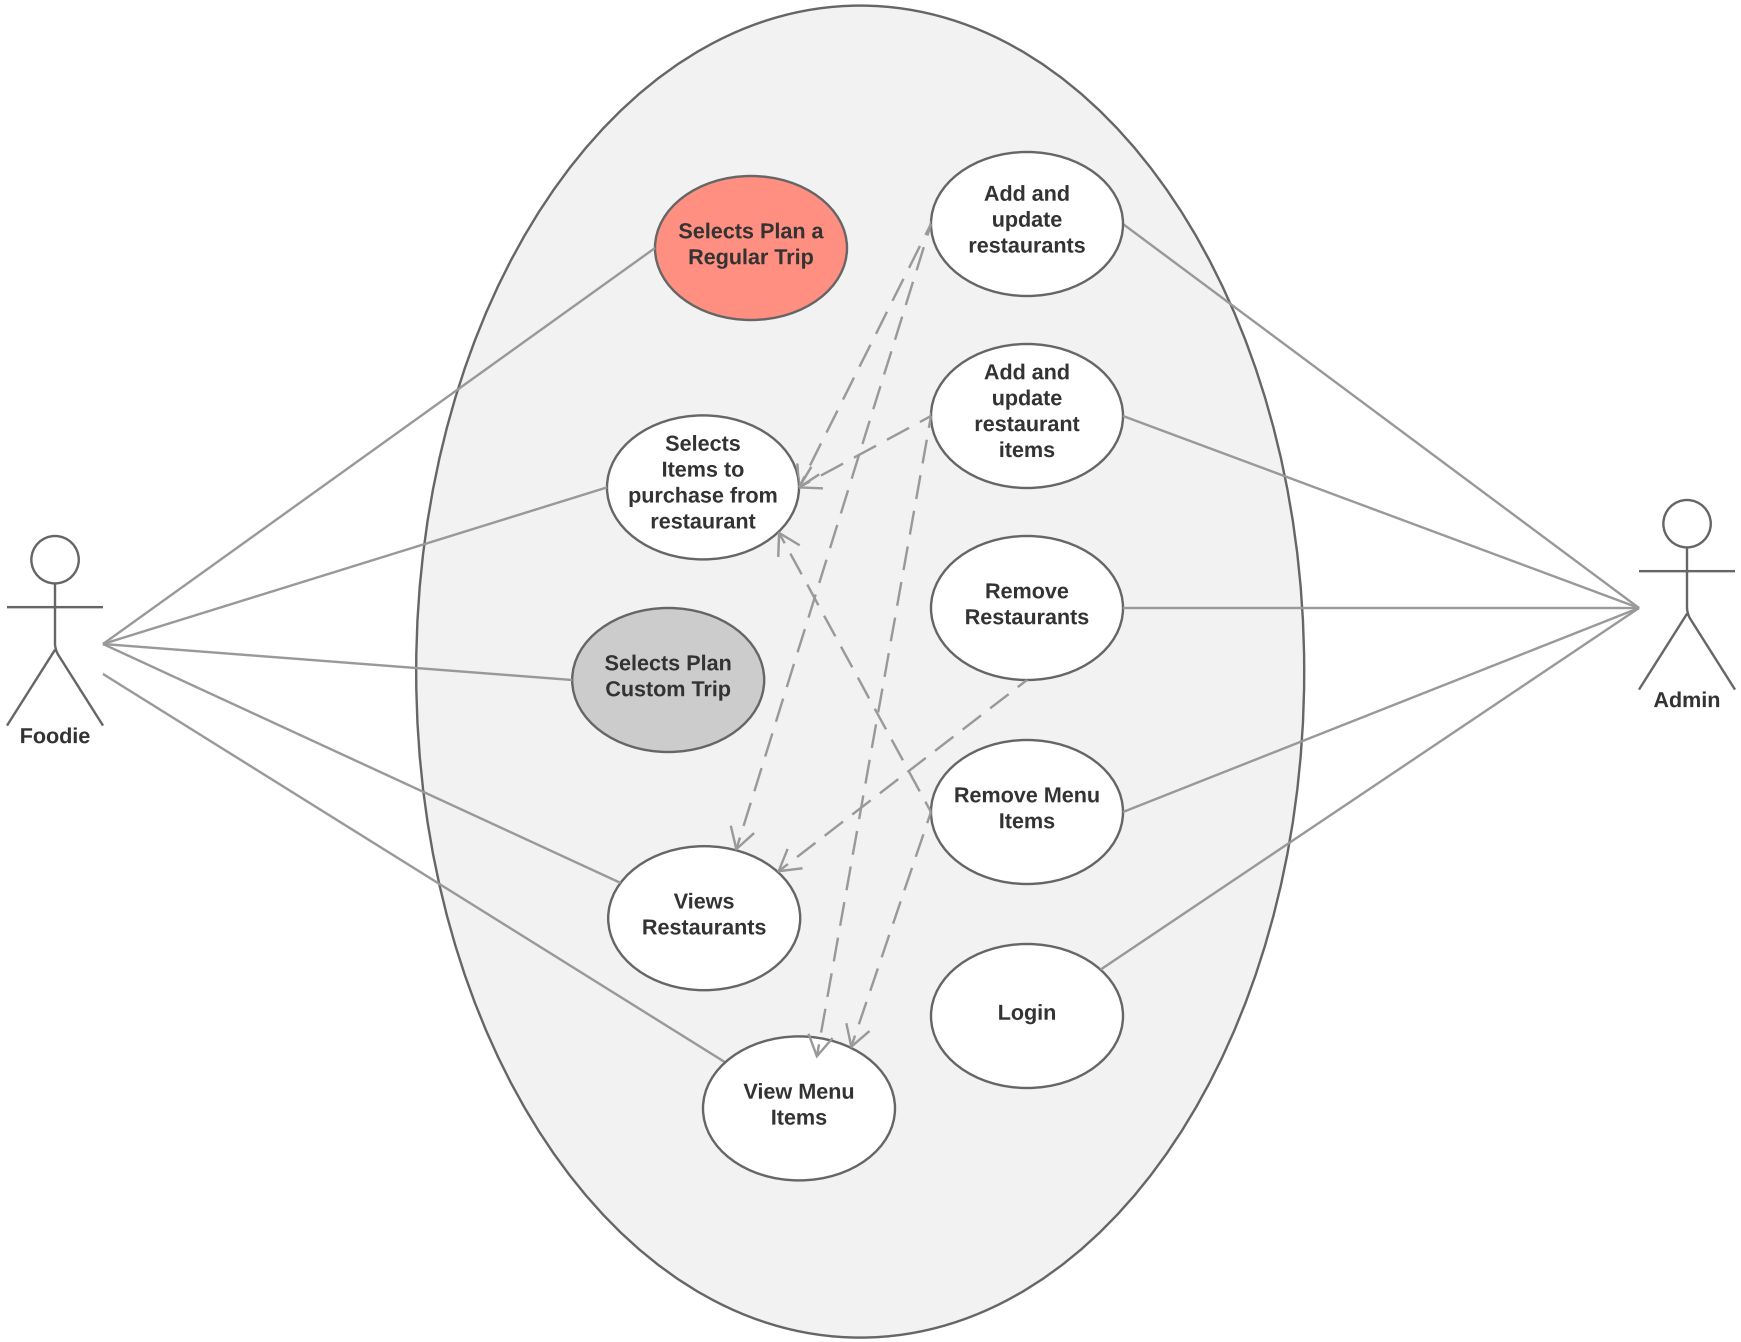 Selects Plan a
Regular Trip
Selects
Items to
purchase from
restaurant
Selects Plan
Custom Trip
Views
Restaurants
View Menu
Items
Add and
update
restaurants
Add and
update
restaurant
items
Remove
Restaurants
Remove Menu
Items
Login
Foodie
Admin